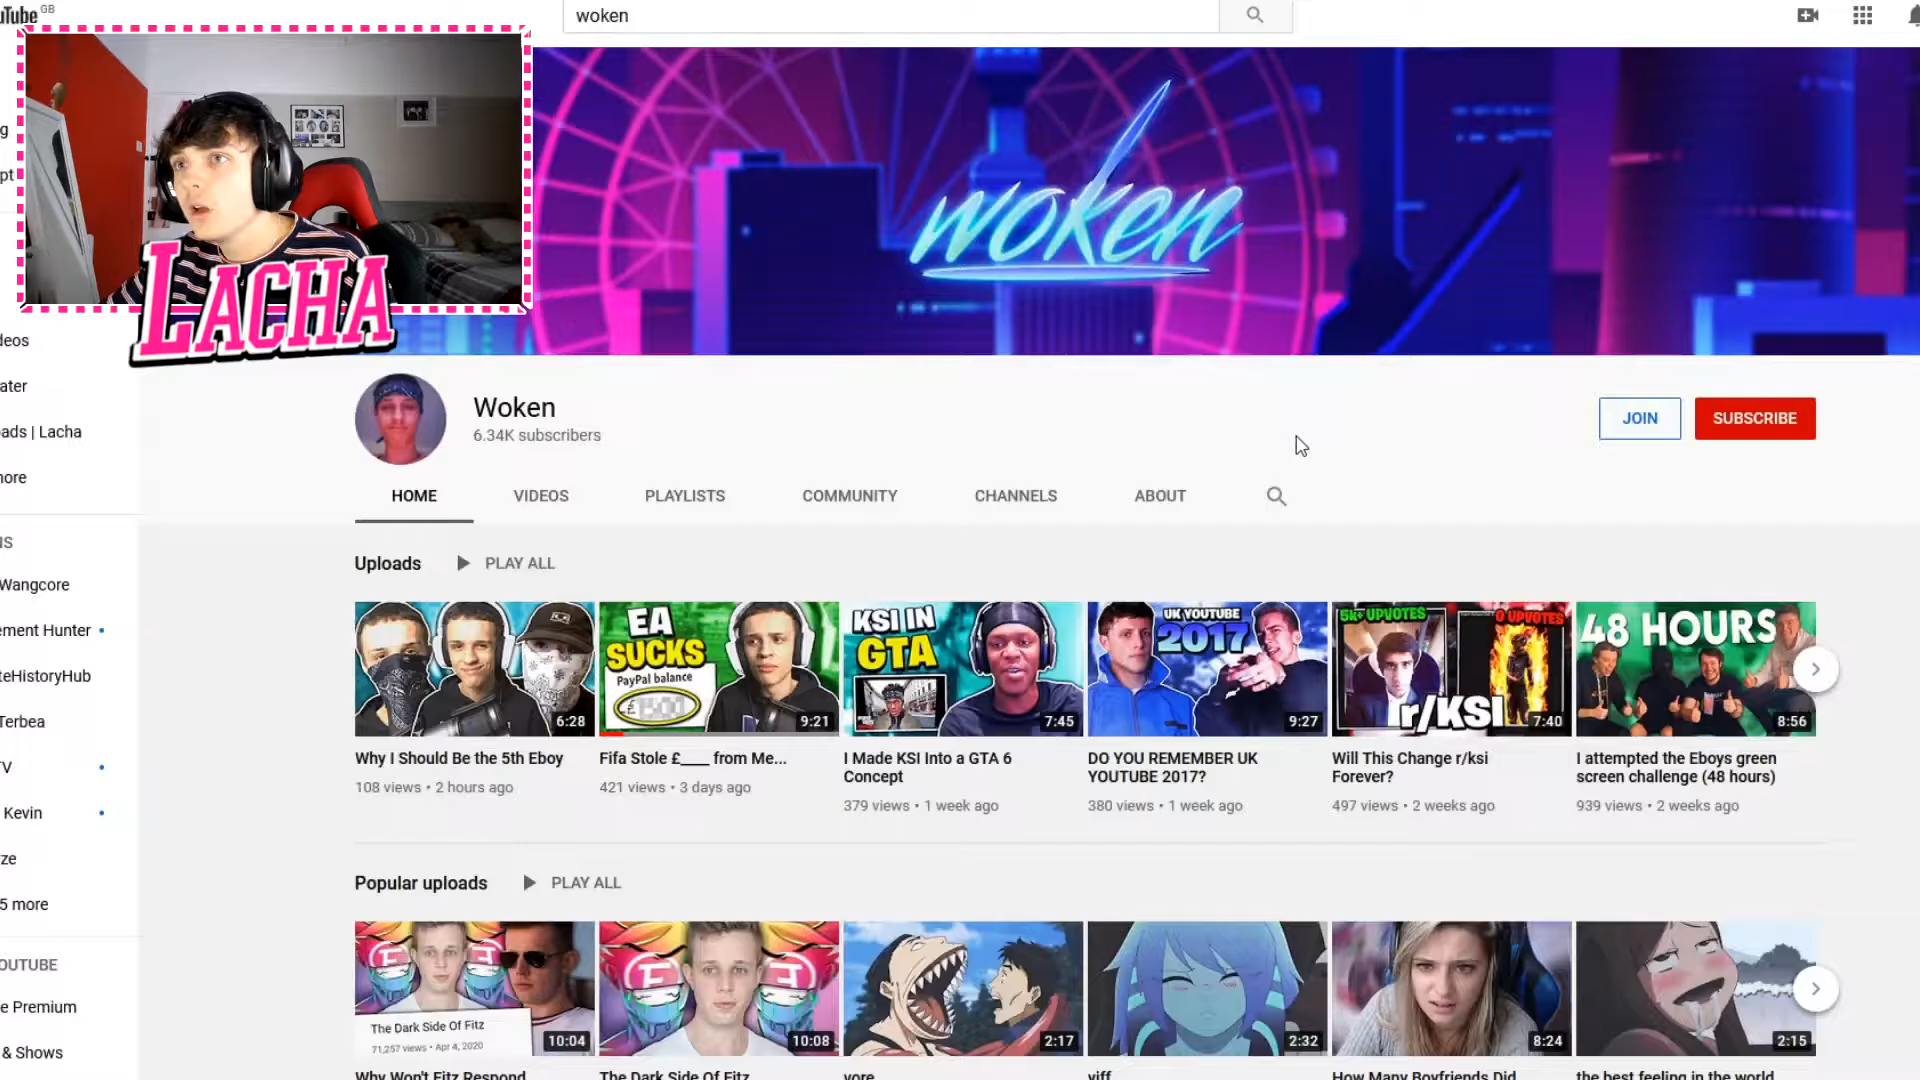 uTube GB
woken
LACHA
woken
g
pt
deos
ater
ads | Lacha
ore
Woken
6.34K subscribers
JOIN
SUBSCRIBE
HOME
VIDEOS
PLAYLISTS
COMMUNITY
CHANNELS
ABOUT
NS
Wangcore
ement Hunter
teHistoryHub
Terbea
TV
Kevin
ze
5 more
OUTUBE
e Premium
& Shows
Uploads
PLAY ALL
6:28
EA
SUCKS
PayPal balance
9:21
KSI IN
GTA
7:45
UK YOUTUBE
2017
9:27
5k+ UPVOTES
0 UPVOTES
r/KSI
7:40
48 HOURS
8:56
Why I Should Be the 5th Eboy
108 views • 2 hours ago
Fifa Stole £____ from Me...
421 views • 3 days ago
I Made KSI Into a GTA 6
Concept
379 views • 1 week ago
DO YOU REMEMBER UK
YOUTUBE 2017?
380 views • 1 week ago
Will This Change r/ksi
Forever?
497 views • 2 weeks ago
I attempted the Eboys green
screen challenge (48 hours)
939 views • 2 weeks ago
Popular uploads
PLAY ALL
The Dark Side Of Fitz
71,257 views • Apr 4, 2020
10:04
10:08
2:17
2:32
8:24
2:15
Why Won't Fitz Respond
The Dark Side Of Fitz
vore
yiff
How Many Boyfriends Did
the best feeling in the world